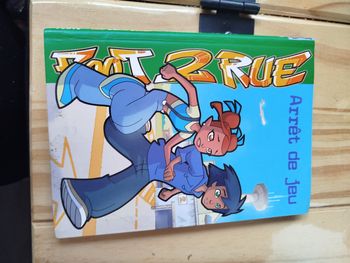 FOOT 2 RUE
Arrêt de jeu